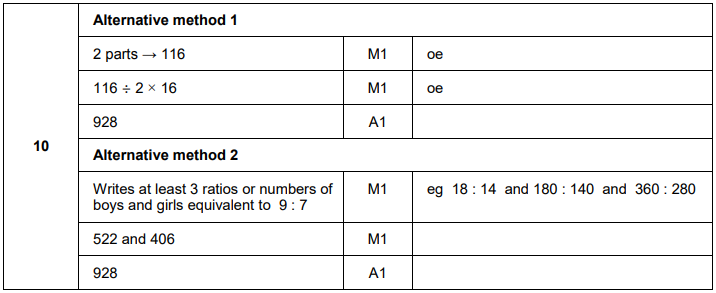 Alternative method 1
2 parts → 116 M1 oe
116 ÷ 2 × 16 M1 oe
928 A1
10
Alternative method 2
Writes at least 3 ratios or numbers of
boys and girls equivalent to 9 : 7
M1 eg 18 : 14 and 180 : 140 and 360 : 280
522 and 406 M1
928 A1